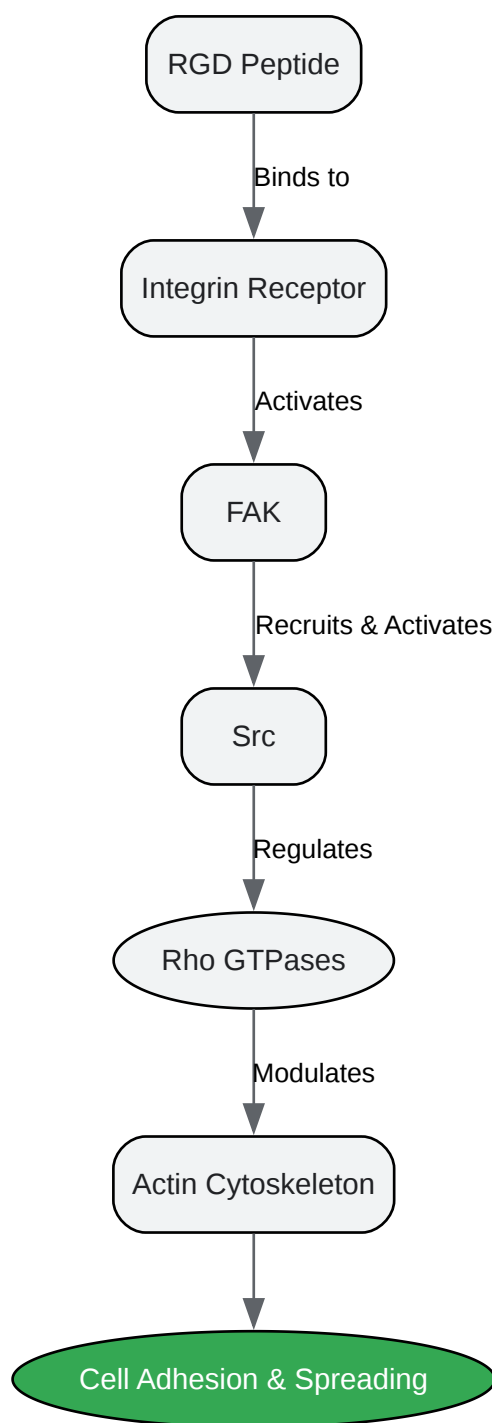 RGD Peptide
Binds to
Integrin Receptor
Activates
FAK
Recruits & Activates
Src
Regulates
Rho GTPases
Modulates
Actin Cytoskeleton
Cell Adhesion & Spreading